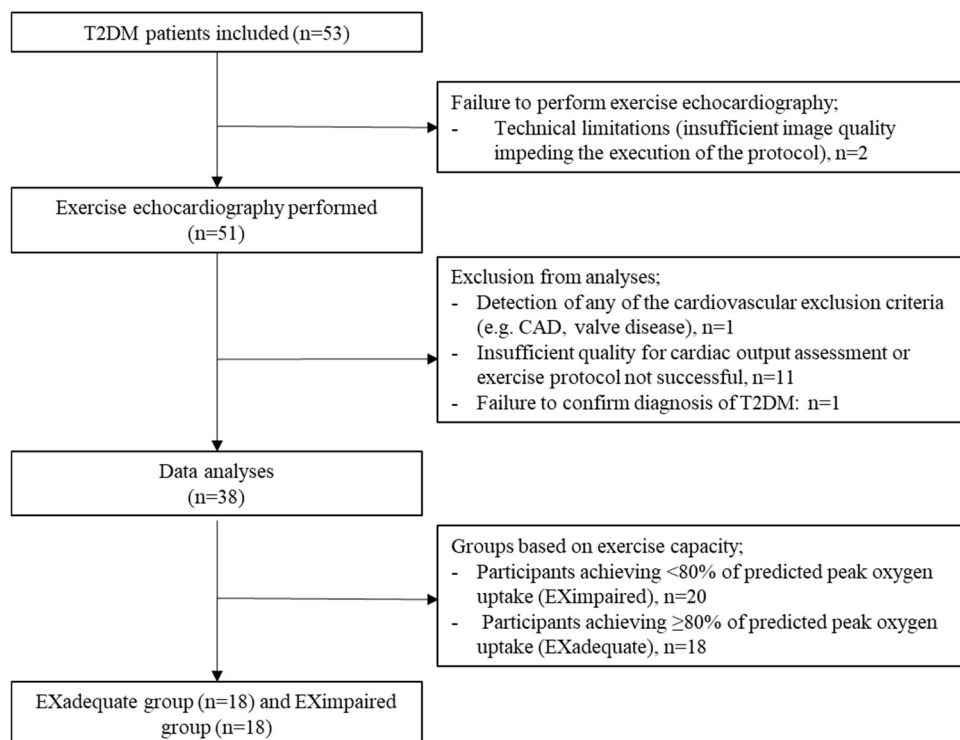 T2DM patients included (n=53)
Failure to perform exercise echocardiography;
- Technical limitations (insufficient image quality
impeding the execution of the protocol), n=2
Exercise echocardiography performed
(n=51)
Exclusion from analyses;
- Detection of any of the cardiovascular exclusion criteria
(e.g. CAD, valve disease), n=1
- Insufficient quality for cardiac output assessment or
exercise protocol not successful, n=11
- Failure to confirm diagnosis of T2DM: n=1
Data analyses
(n=38)
Groups based on exercise capacity;
- Participants achieving <80% of predicted peak oxygen
uptake (EXimpaired), n=20
- Participants achieving ≥80% of predicted peak oxygen
uptake (EXadequate), n=18
EXadequate group (n=18) and EXimpaired
group (n=18)